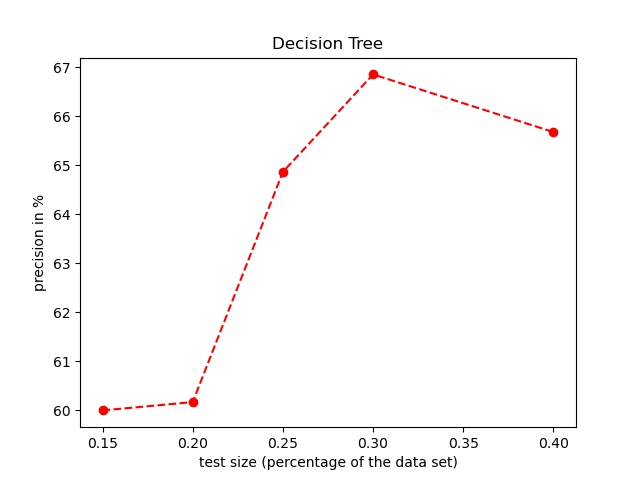 Decision Tree
67
66
65
64
63
62
61
60
precision in %
0.15 0.20 0.25 0.30 0.35 0.40
test size (percentage of the data set)